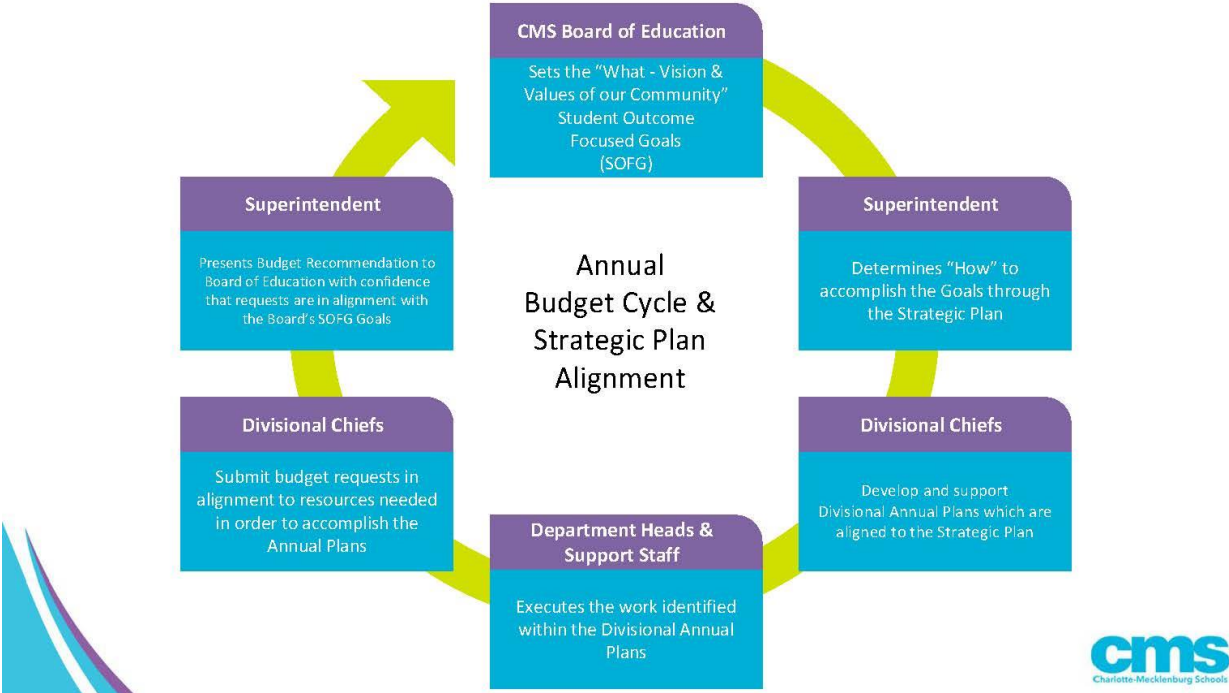 CMS Board of Education
Sets the “What - Vision &
Values of our Community”
Student Outcome
Focused Goals
(SOFG)
Superintendent
Determines “How” to
accomplish the Goals through
the Strategic Plan
Divisional Chiefs
Develop and support
Divisional Annual Plans which are
aligned to the Strategic Plan
Department Heads &
Support Staff
Executes the work identified
within the Divisional Annual
Plans
Divisional Chiefs
Submit budget requests in
alignment to resources needed
in order to accomplish the
Annual Plans
Superintendent
Presents Budget Recommendation to
Board of Education with confidence
that requests are in alignment with
the Board’s SOFG Goals
Annual
Budget Cycle &
Strategic Plan
Alignment
cms
Charlotte-Mecklenburg Schools